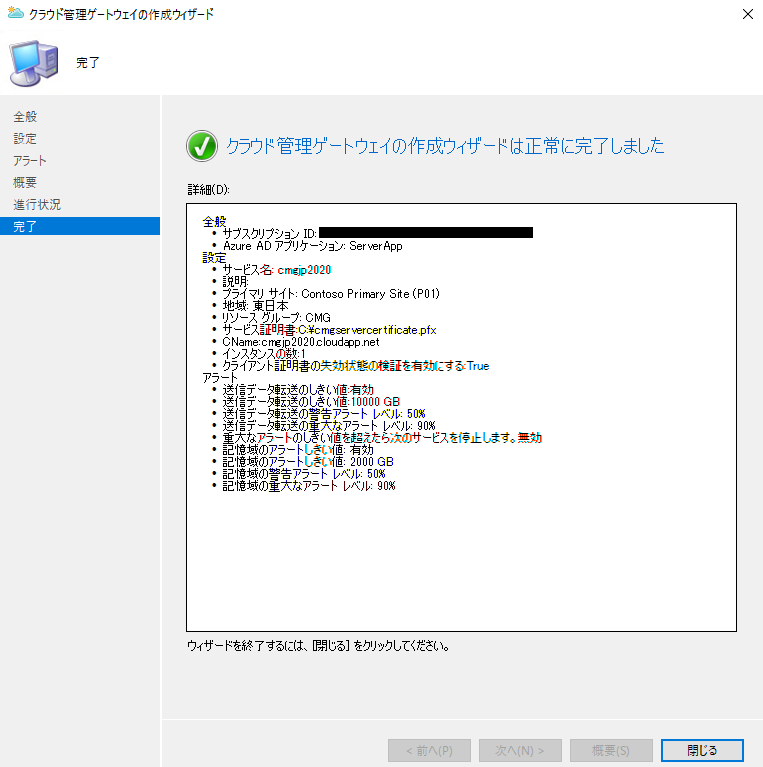 クラウド管理ゲートウェイの作成ウィザード
完了
全般
設定
アラート
概要
進行状況
完了
クラウド管理ゲートウェイの作成ウィザードは正常に完了しました
詳細(D):
全般
• サブスクリプション ID:
• Azure AD アプリケーション: ServerApp
設定
• サービス名: cmgjp2020
• 説明:
• プライマリ サイト: Contoso Primary Site (P01)
• 地域: 東日本
• リソース グループ: CMG
• サービス証明書:C:¥cmgservercertificate.pfx
• CName:cmgjp2020.cloudapp.net
• インスタンスの数:1
• クライアント証明書の失効状態の検証を有効にする:True
アラート
• 送信データ転送のしきい値:有効
• 送信データ転送のしきい値:10000 GB
• 送信データ転送の警告アラート レベル: 50%
• 送信データ転送の重大なアラート レベル: 90%
• 重大なアラートのしきい値を超えたら次のサービスを停止します。無効
• 記憶域のアラートしきい値: 有効
• 記憶域のアラートしきい値: 2000 GB
• 記憶域の警告アラート レベル: 50%
• 記憶域の重大なアラート レベル: 90%
ウィザードを終了するには、[閉じる] をクリックしてください。
< 前へ(P)
次へ(N) >
概要(S)
閉じる